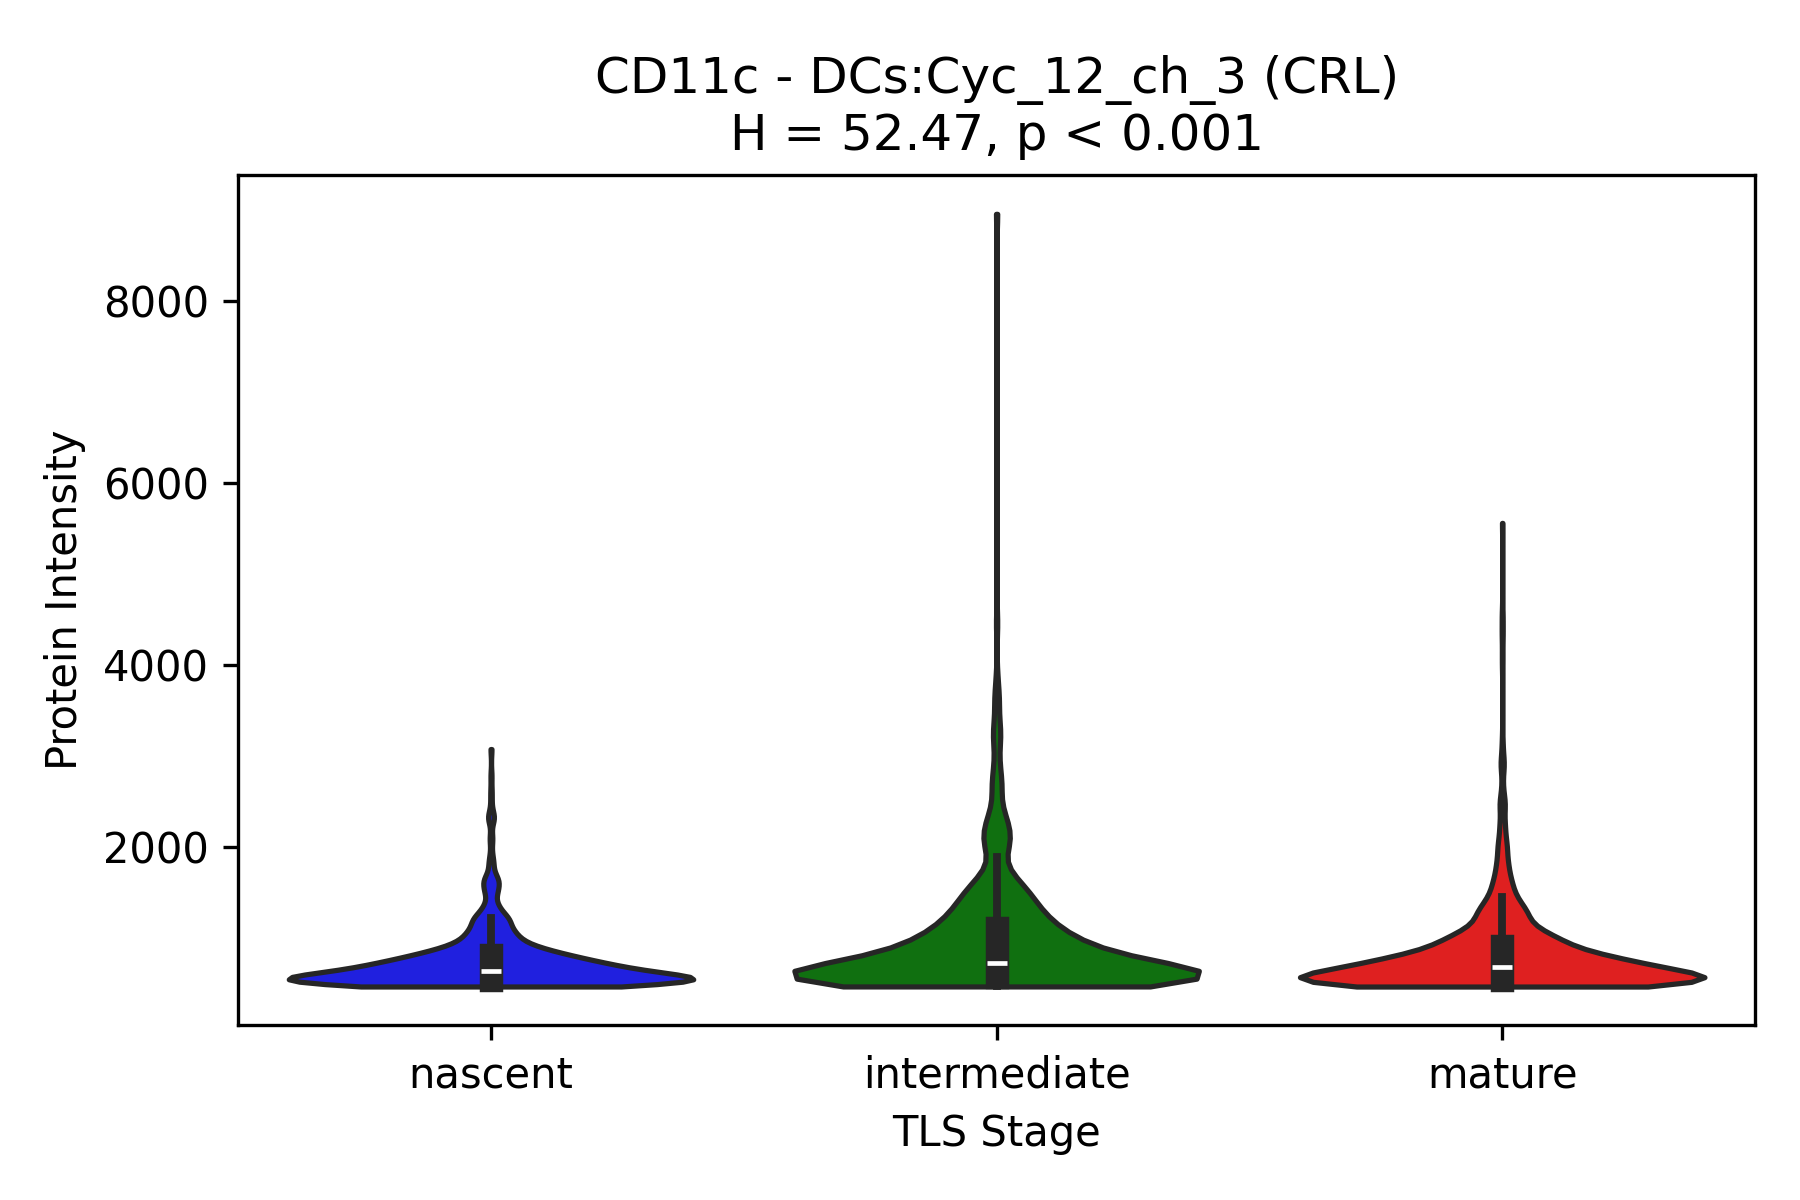 CD11c - DCs:Cyc_12_ch_3 (CRL)
H = 52.47, p < 0.001
Protein Intensity
8000
6000
4000
2000
nascent
intermediate
mature
TLS Stage